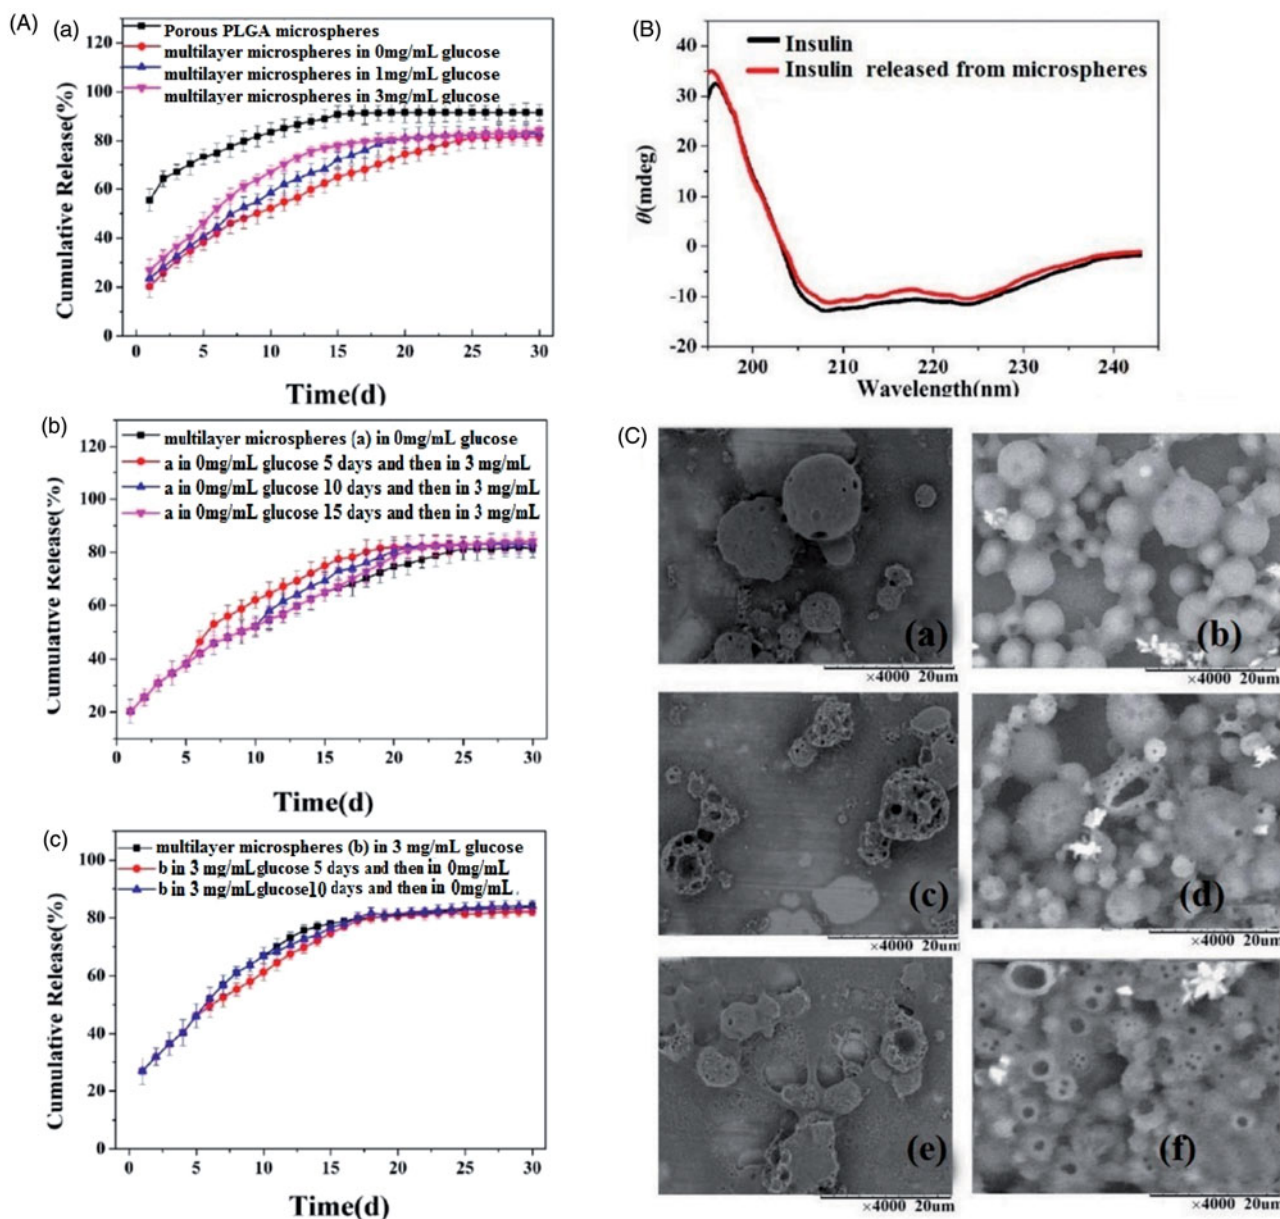 (A)
(a)
Porous PLGA microspheres
multilayer microspheres in 0mg/mL glucose
multilayer microspheres in 1mg/mL glucose
multilayer microspheres in 3mg/mL glucose
120
100
80
60
40
20
0
Cumulative Release(%)
0 5 10 15 20 25 30
Time(d)
(B)
Insulin
Insulin released from microspheres
40
30
20
10
0
-10
-20
θ(mdeg)
200 210 220 230 240
Wavelength(nm)
(b)
multilayer microspheres (a) in 0mg/mL glucose
a in 0mg/mL glucose 5 days and then in 3 mg/mL
a in 0mg/mL glucose 10 days and then in 3 mg/mL
a in 0mg/mL glucose 15 days and then in 3 mg/mL
120
100
80
60
40
20
Cumulative Release(%)
0 5 10 15 20 25 30
Time(d)
(c)
multilayer microspheres (b) in 3 mg/mL glucose
b in 3 mg/mL glucose 5 days and then in 0mg/mL
b in 3 mg/mL glucose10 days and then in 0mg/mL
100
80
60
40
20
0
Cumulative Release(%)
0 5 10 15 20 25 30
Time(d)
(C)
(a)
×4000 20um
(b)
×4000 20um
(c)
×4000 20um
(d)
×4000 20um
(e)
×4000 20um
(f)
×4000 20um